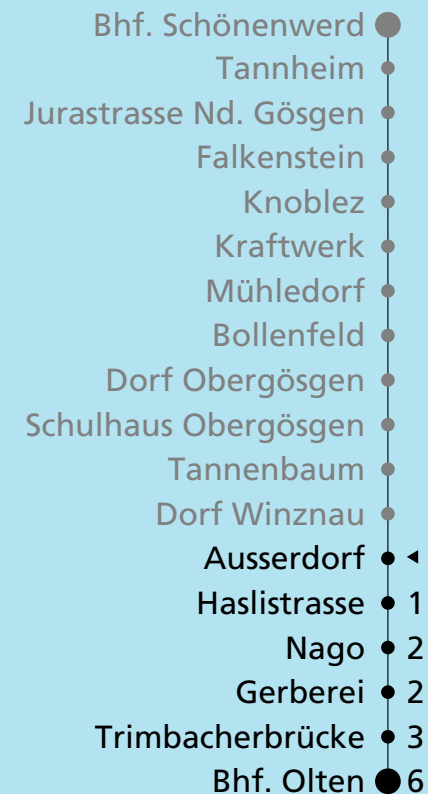 Bhf. Schönenwerd
Tannheim
Jurastrasse Nd. Gösgen
Falkenstein
Knoblez
Kraftwerk
Mühledorf
Bollenfeld
Dorf Obergösgen
Schulhaus Obergösgen
Tannenbaum
Dorf Winznau
Ausserdorf
Haslistrasse 1
Nago 2
Gerberei 2
Trimbacherbrücke 3
Bhf. Olten 6